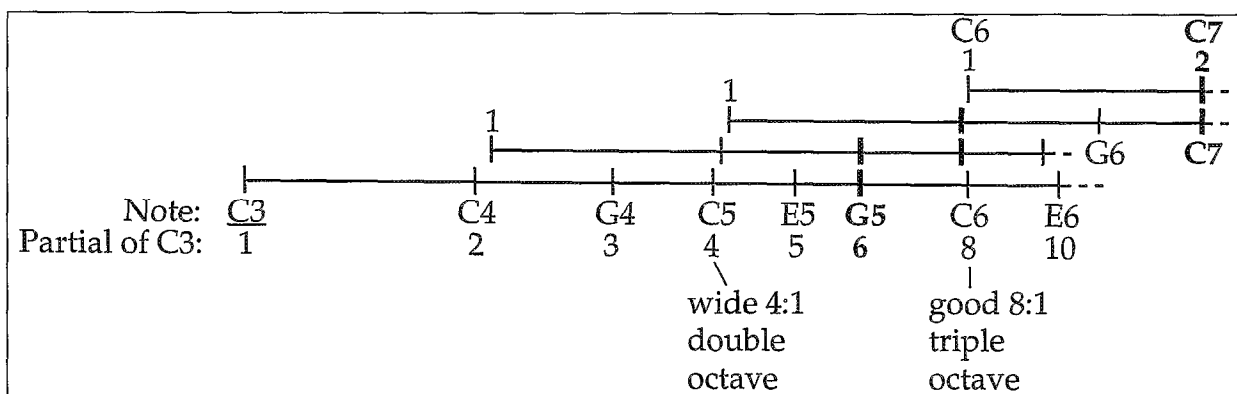 C6 C7
1 2
1
1
G6 C7
Note: C3 C4 G4 C5 E5 G5 C6 E6
Partial of C3: 1 2 3 4 5 6 8 10
wide 4:1 good 8:1
double triple
octave octave